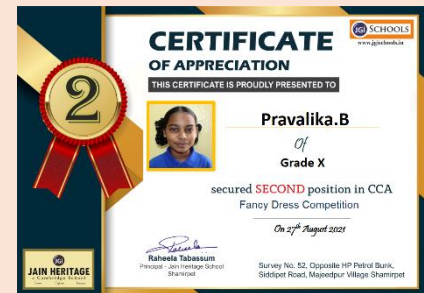 JGI SCHOOLS
www.jginschools.in
CERTIFICATE
OF APPRECIATION
THIS CERTIFICATE IS PROUDLY PRESENTED TO
2
Pravalika.B
Of
Grade X
secured SECOND position in CCA
Fancy Dress Competition
On 27th August 2021
Raheela Tabassum
Principal - Jain Heritage School
Shamirpet
JGI
JAIN HERITAGE
a Cambridge School
Survey No. 52, Opposite HP Petrol Bunk,
Siddipet Road, Majeedpur Village Shamirpet